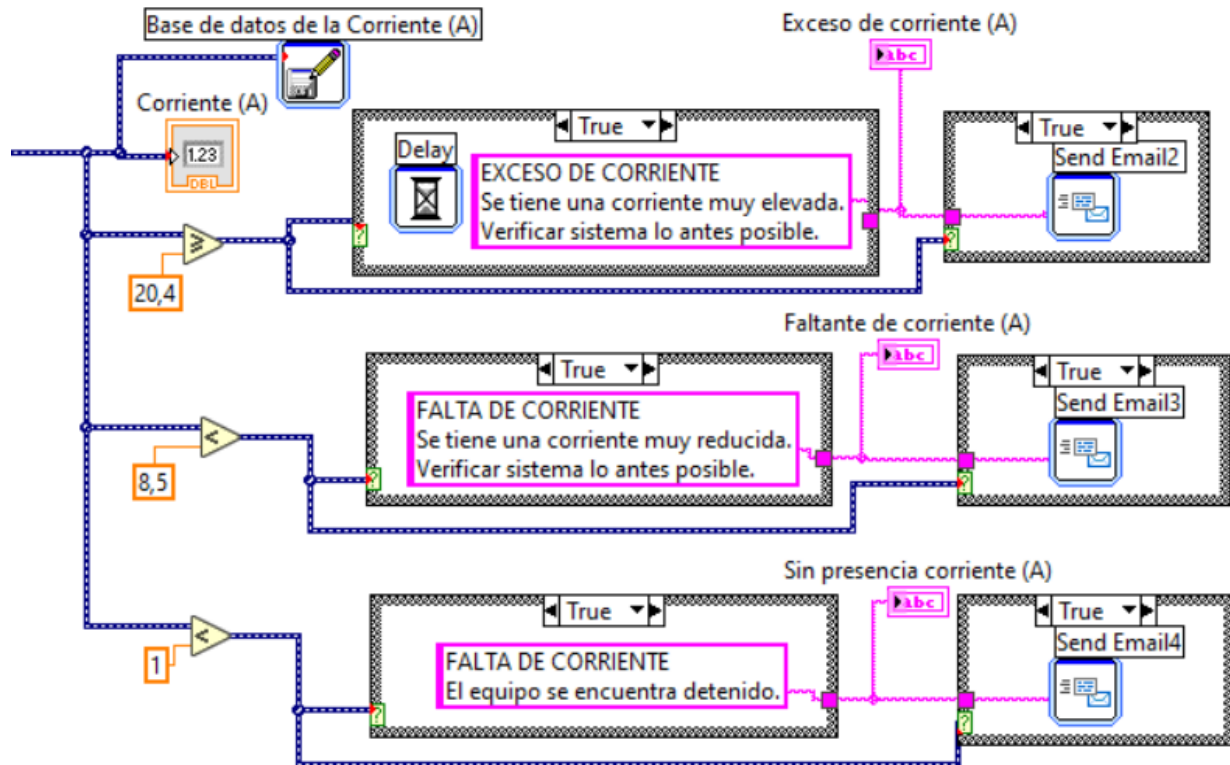 Base de datos de la Corriente (A)
Corriente (A)
1.23
DBL
20,4
Delay
True
EXCESO DE CORRIENTE
Se tiene una corriente muy elevada.
Verificar sistema lo antes posible.
?
Exceso de corriente (A)
abc
True
Send Email2
?
8,5
True
FALTA DE CORRIENTE
Se tiene una corriente muy reducida.
Verificar sistema lo antes posible.
?
Faltante de corriente (A)
abc
True
Send Email3
?
1
True
FALTA DE CORRIENTE
El equipo se encuentra detenido.
?
Sin presencia corriente (A)
abc
True
Send Email4
?